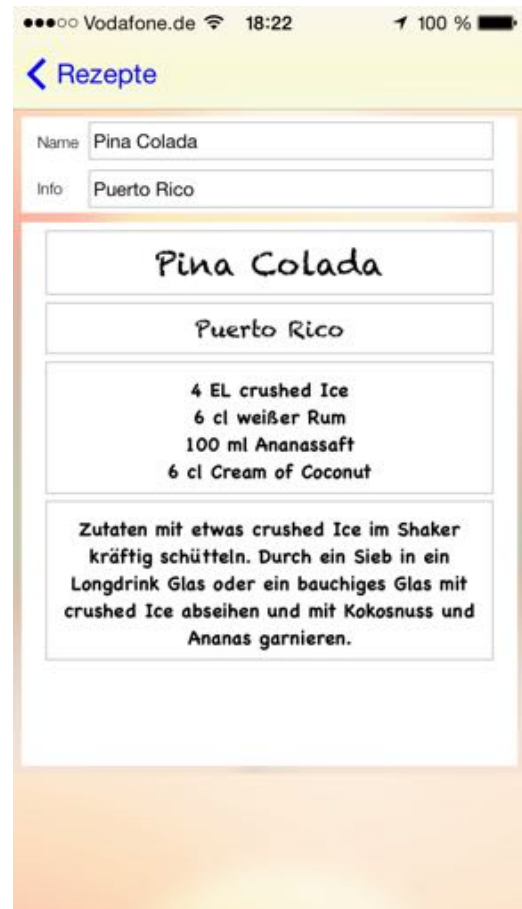 Vodafone.de 18:22 100 %
Rezepte
Name Pina Colada
Info Puerto Rico
Pina Colada
Puerto Rico
4 EL crushed Ice
6 cl weißer Rum
100 ml Ananassaft
6 cl Cream of Coconut
Zutaten mit etwas crushed Ice im Shaker
kräftig schütteln. Durch ein Sieb in ein
Longdrink Glas oder ein bauchiges Glas mit
crushed Ice abseihen und mit Kokosnuss und
Ananas garnieren.